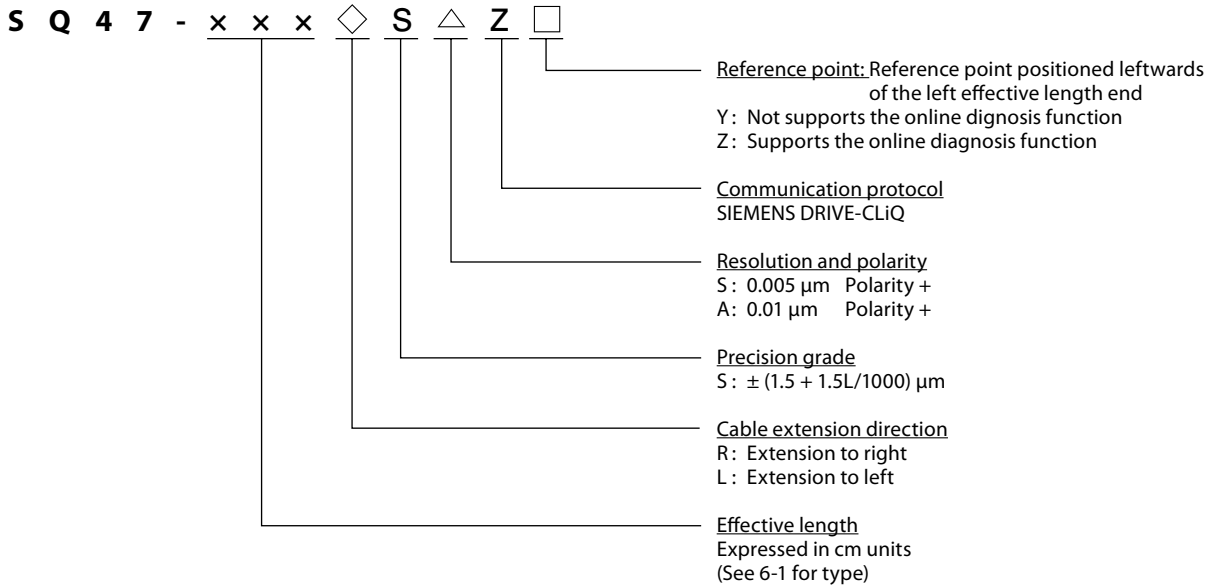 S Q 4 7 - × × × ◇ S △ Z □
Reference point: Reference point positioned leftwards
of the left effective length end
Y : Not supports the online dignosis function
Z : Supports the online diagnosis function
Communication protocol
SIEMENS DRIVE-CLiQ
Resolution and polarity
S : 0.005 μm Polarity +
A : 0.01 μm Polarity +
Precision grade
S : ± (1.5 + 1.5L/1000) μm
Cable extension direction
R : Extension to right
L : Extension to left
Effective length
Expressed in cm units
(See 6-1 for type)